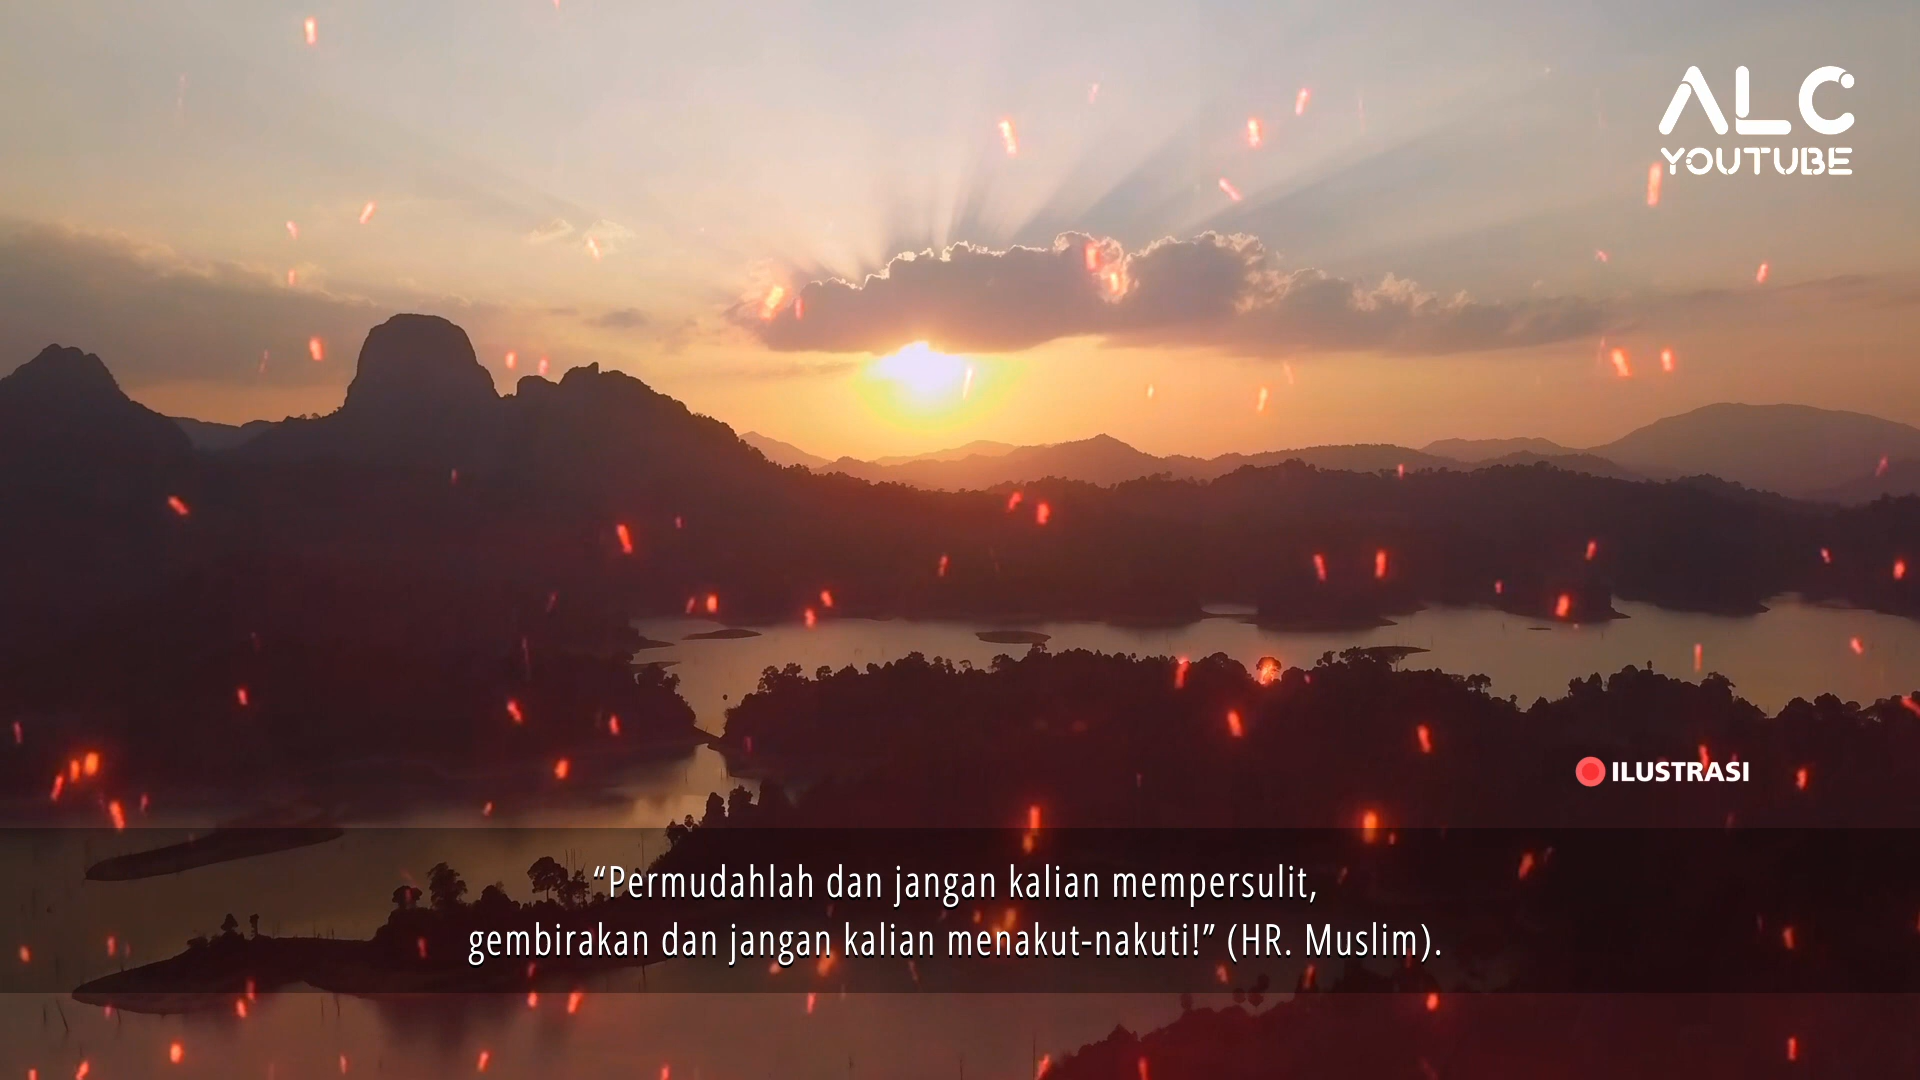 ALC
YOUTUBE
ILUSTRASI
“Permudahlah dan jangan kalian mempersulit,
gembirakan dan jangan kalian menakut-nakuti!” (HR. Muslim).